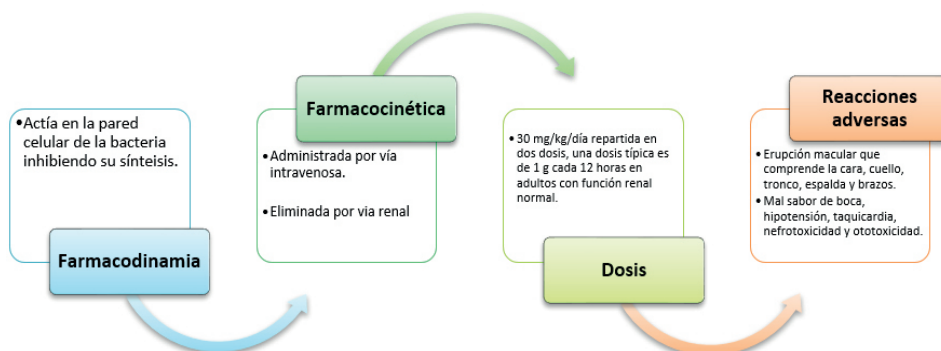 •Actía en la pared
celular de la bacteria
inhibiendo su sínteisis.
Farmacodinamia
Farmacocinética
•Administrada por vía
intravenosa.
•Eliminada por via renal
•30 mg/kg/día repartida en
dos dosis, una dosis típica es
de 1 g cada 12 horas en
adultos con función renal
normal.
Dosis
Reacciones
adversas
•Erupción macular que
comprende la cara, cuello,
tronco, espalda y brazos.
•Mal sabor de boca,
hipotensión, taquicardia,
nefrotoxicidad y ototoxicidad.